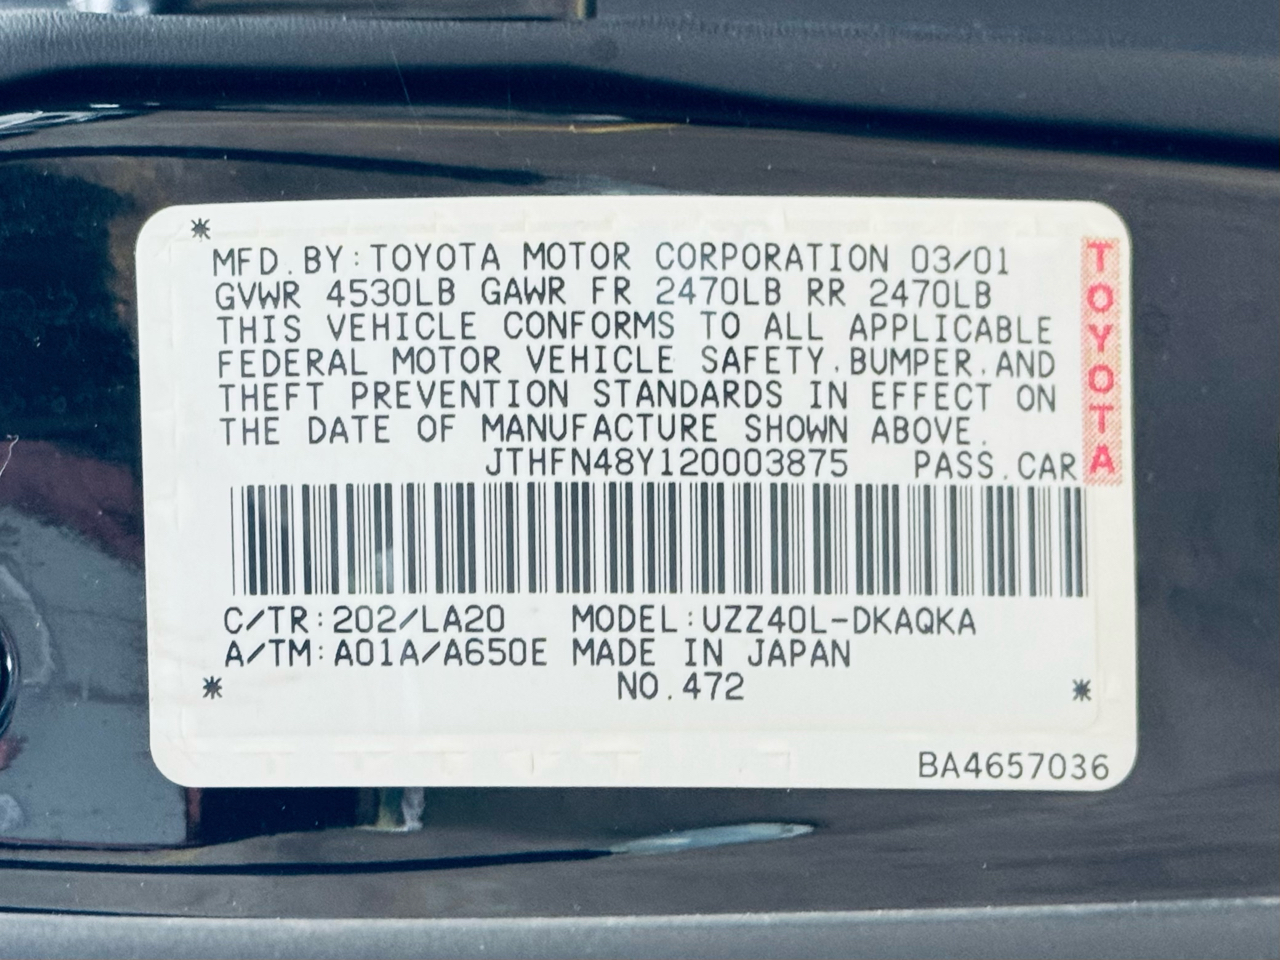 MFD.BY:TOYOTA MOTOR CORPORATION 03/01
GVWR 4530LB GAWR FR 2470LB RR 2470LB
THIS VEHICLE CONFORMS TO ALL APPLICABLE
FEDERAL MOTOR VEHICLE SAFETY.BUMPER.AND
THEFT PREVENTION STANDARDS IN EFFECT ON
THE DATE OF MANUFACTURE SHOWN ABOVE.
JTHFN48Y120003875 PASS.CAR
TOYOTA
C/TR:202/LA20 MODEL:UZZ40L-DKAQKA
A/TM:A01A/A650E MADE IN JAPAN
NO.472
BA4657036